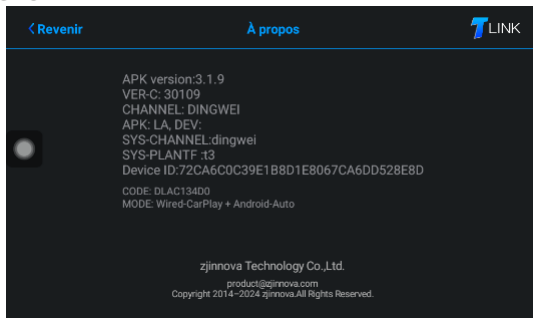 Revenir
À propos
TLINK
APK version:3.1.9
VER-C: 30109
CHANNEL: DINGWEI
APK: LA, DEV:
SYS-CHANNEL:dingwei
SYS-PLANTF :t3
Device ID:72CA6C0C39E1B8D1E8067CA6DD528E8D
CODE: DLAC134D0
MODE: Wired-CarPlay + Android-Auto
zjinnova Technology Co.,Ltd.
product@zjinnova.com
Copyright 2014–2024 zjinnova.All Rights Reserved.